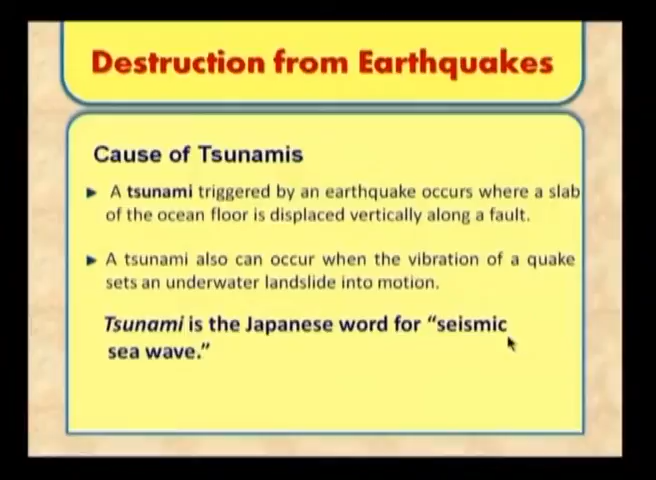 Destruction from Earthquakes
Cause of Tsunamis
► A tsunami triggered by an earthquake occurs where a slab
of the ocean floor is displaced vertically along a fault.
► A tsunami also can occur when the vibration of a quake
sets an underwater landslide into motion.
Tsunami is the Japanese word for “seismic
sea wave.”